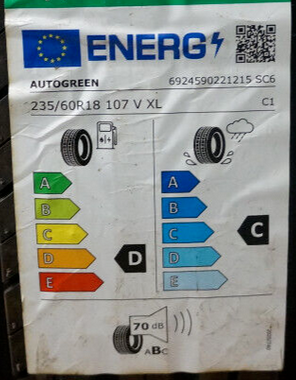 ENERG
AUTOGREEN 6924590221215 SC6
235/60R18 107 V XL C1
A A
B B
C C C
D D D
E E
70 dB
ABC